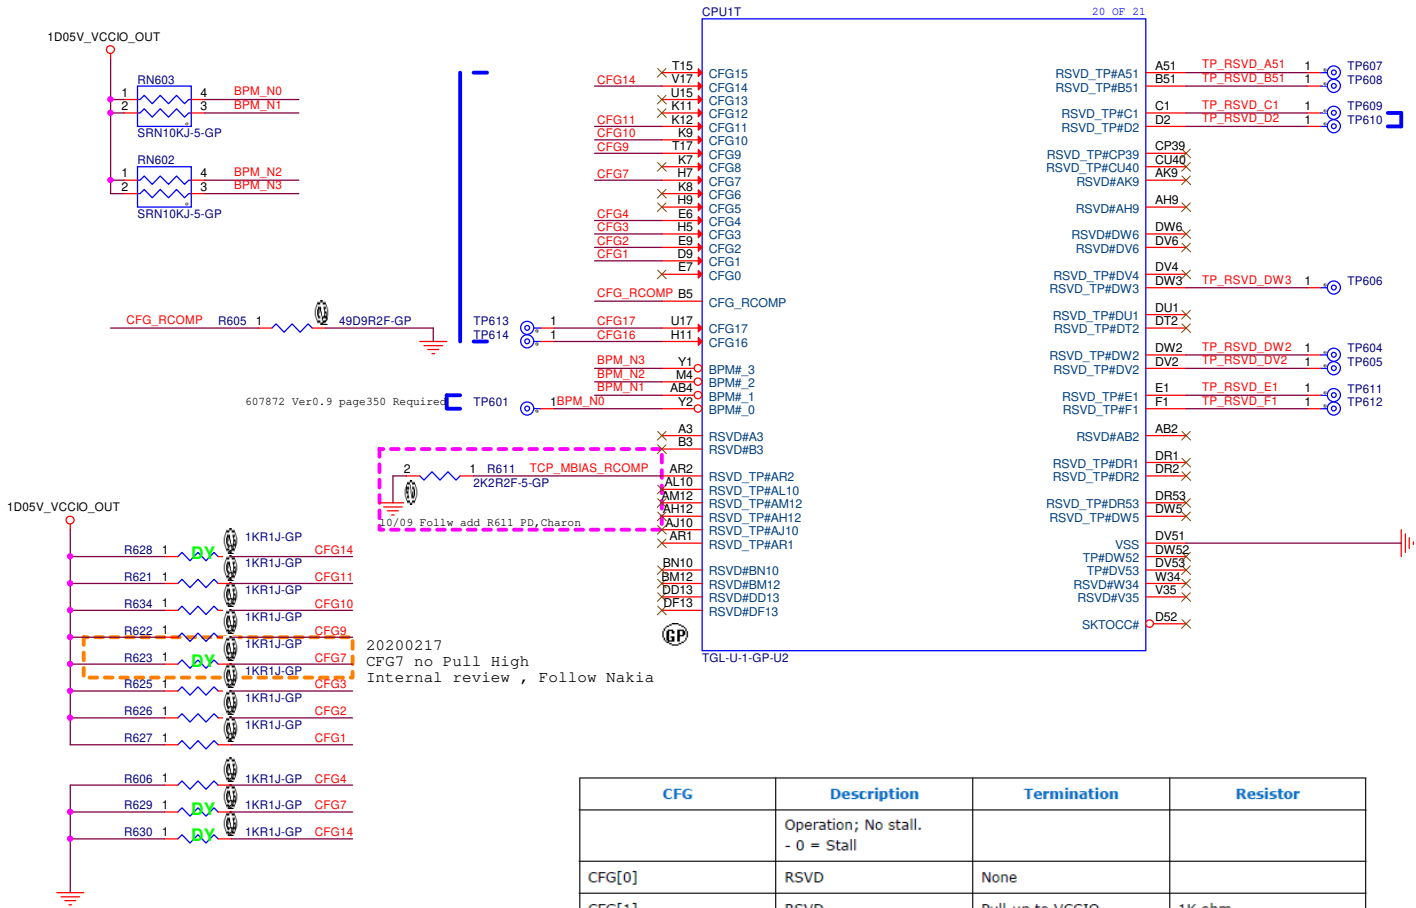 CPU1T
20 OF 21
1D05V_VCCIO_OUT
RN603
1 4 BPM_N0
2 3 BPM_N1
SRN10KJ-5-GP
RN602
1 4 BPM_N2
2 3 BPM_N3
SRN10KJ-5-GP
CFG_RCOMP R605 1 2 49D9R2F-GP
T15 CFG15
CFG14 V17 CFG14
U15 CFG13
K11 CFG12
CFG11 K12 CFG11
CFG10 K9 CFG10
CFG9 T17 CFG9
K7 CFG8
CFG7 H7 CFG7
K8 CFG6
H9 CFG5
CFG4 E6 CFG4
CFG3 H5 CFG3
CFG2 E9 CFG2
CFG1 D9 CFG1
E7 CFG0
CFG_RCOMP B5 CFG_RCOMP
TP613 1 CFG17 U17 CFG17
TP614 1 CFG16 H11 CFG16
BPM_N3 Y1 BPM#_3
BPM_N2 M4 BPM#_2
BPM_N1 AB4 BPM#_1
607872 Ver0.9 page350 Required
TP601 1 BPM_N0 Y2 BPM#_0
A3 RSVD#A3
B3 RSVD#B3
2 1 R611 TCP_MBIAS_RCOMP AR2 RSVD_TP#AR2
2K2R2F-5-GP
AL10 RSVD_TP#AL10
AM12 RSVD_TP#AM12
AH12 RSVD_TP#AH12
10/09 Follw add R611 PD,Charon
AJ10 RSVD_TP#AJ10
AR1 RSVD_TP#AR1
BN10 RSVD#BN10
BM12 RSVD#BM12
DD13 RSVD#DD13
DF13 RSVD#DF13
GP
TGL-U-1-GP-U2
RSVD_TP#A51 A51 TP_RSVD_A51 1 TP607
RSVD_TP#B51 B51 TP_RSVD_B51 1 TP608
RSVD_TP#C1 C1 TP_RSVD_C1 1 TP609
RSVD_TP#D2 D2 TP_RSVD_D2 1 TP610
RSVD_TP#CP39 CP39
RSVD_TP#CU40 CU40
RSVD#AK9 AK9
RSVD#AH9 AH9
RSVD#DW6 DW6
RSVD#DV6 DV6
RSVD_TP#DV4 DV4
RSVD_TP#DW3 DW3 TP_RSVD_DW3 1 TP606
RSVD_TP#DU1 DU1
RSVD_TP#DT2 DT2
RSVD_TP#DW2 DW2 TP_RSVD_DW2 1 TP604
RSVD_TP#DV2 DV2 TP_RSVD_DV2 1 TP605
RSVD_TP#E1 E1 TP_RSVD_E1 1 TP611
RSVD_TP#F1 F1 TP_RSVD_F1 1 TP612
RSVD#AB2 AB2
RSVD_TP#DR1 DR1
RSVD_TP#DR2 DR2
RSVD_TP#DR53 DR53
RSVD_TP#DW5 DW5
VSS DV51
TP#DW52 DW52
TP#DV53 DV53
RSVD#W34 W34
RSVD#V35 V35
SKTOCC# D52
1D05V_VCCIO_OUT
R628 1 DY 1KR1J-GP CFG14
R621 1 1KR1J-GP CFG11
R634 1 1KR1J-GP CFG10
R622 1 1KR1J-GP CFG9
R623 1 DY 1KR1J-GP CFG7
R625 1 1KR1J-GP CFG3
R626 1 1KR1J-GP CFG2
R627 1 1KR1J-GP CFG1
20200217
CFG7 no Pull High
Internal review , Follow Nakia
R606 1 1KR1J-GP CFG4
R629 1 DY 1KR1J-GP CFG7
R630 1 DY 1KR1J-GP CFG14
CFG Description Termination Resistor
Operation; No stall.
- 0 = Stall
CFG[0] RSVD None
CFG[1] RSVD Pull up to VCCIO 1K ohm